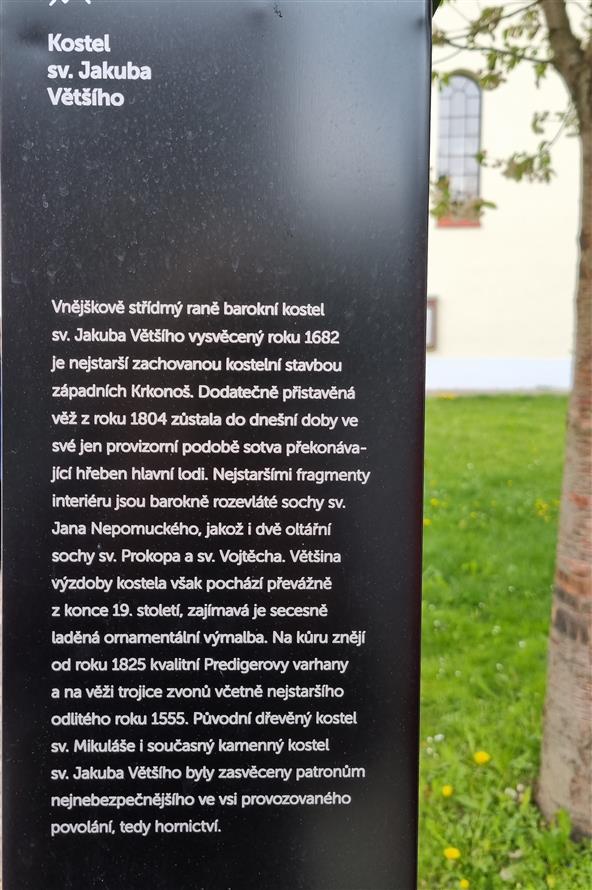 Kostel
sv. Jakuba
Většího
Vnějškově střídmý raně barokní kostel
sv. Jakuba Většího vysvěcený roku 1682
je nejstarší zachovanou kostelní stavbou
západních Krkonoš. Dodatečně přistavěná
věž z roku 1804 zůstala do dnešní doby ve
své jen provizorní podobě sotva překonáva-
jící hřeben hlavní lodi. Nejstaršími fragmenty
interiéru jsou barokně rozevláté sochy sv.
Jana Nepomuckého, jakož i dvě oltářní
sochy sv. Prokopa a sv. Vojtěcha. Většina
výzdoby kostela však pochází převážně
z konce 19. století, zajímavá je secesně
laděná ornamentální výmalba. Na kůru znějí
od roku 1825 kvalitní Predigerovy varhany
a na věži trojice zvonů včetně nejstaršího
odlitého roku 1555. Původní dřevěný kostel
sv. Mikuláše i současný kamenný kostel
sv. Jakuba Většího byly zasvěceny patronům
nejnebezpečnějšího ve vsi provozovaného
povolání, tedy hornictví.